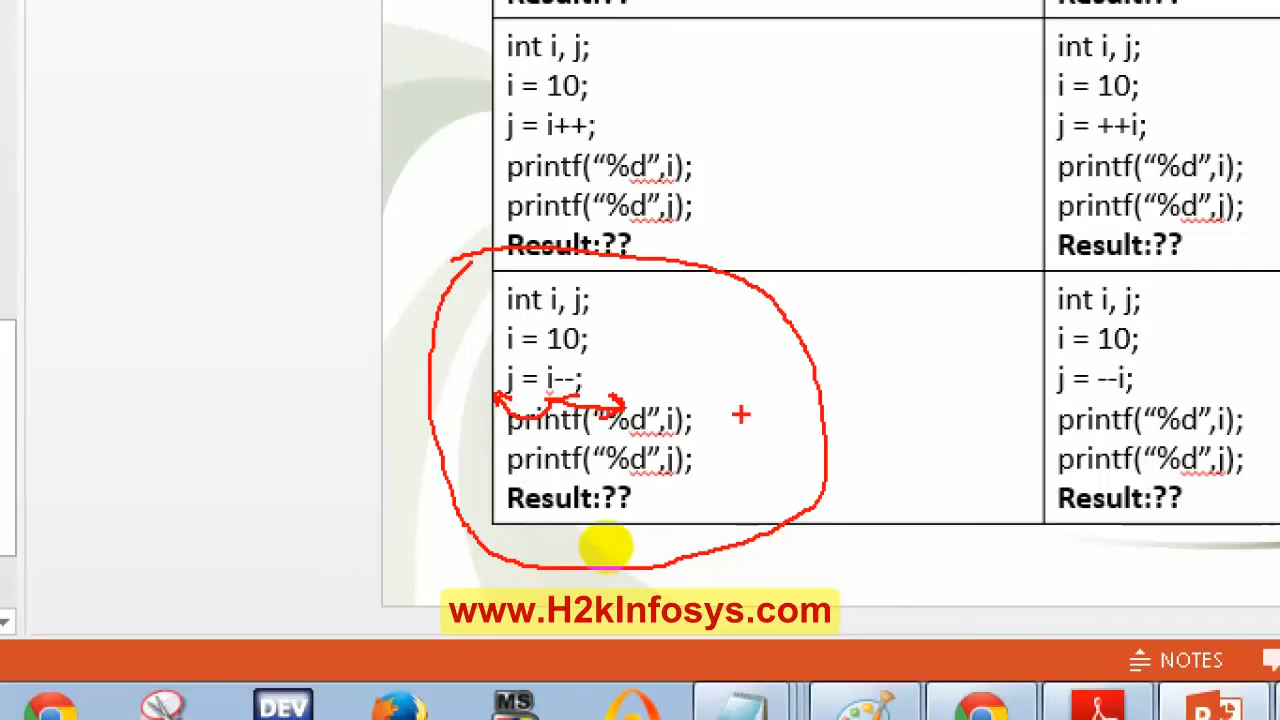 Result:??
Result:??
int i, j;
i = 10;
j = i++;
printf(“%d”,i);
printf(“%d”,j);
Result:??
int i, j;
i = 10;
j = ++i;
printf(“%d”,i);
printf(“%d”,j);
Result:??
int i, j;
i = 10;
j = i--;
printf(“%d”,i);
printf(“%d”,j);
Result:??
int i, j;
i = 10;
j = --i;
printf(“%d”,i);
printf(“%d”,j);
Result:??
www.H2kInfosys.com
NOTES
DEV
MS